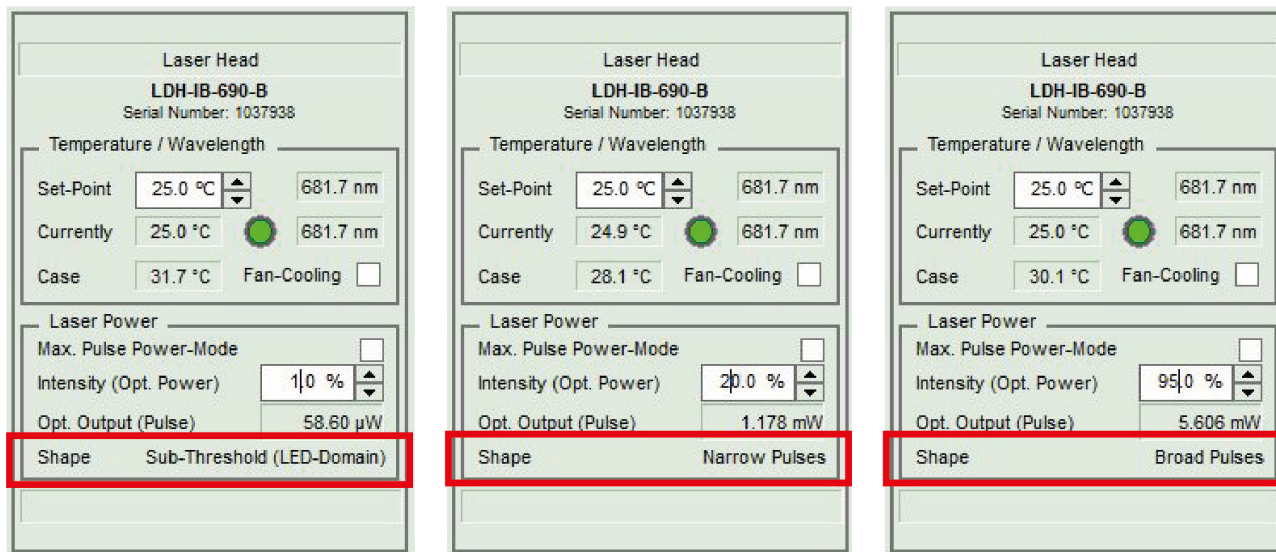 Laser Head
LDH-IB-690-B
Serial Number: 1037938
Temperature / Wavelength
Set-Point 25.0 °C 681.7 nm
Currently 25.0 °C 681.7 nm
Case 31.7 °C Fan-Cooling
Laser Power
Max. Pulse Power-Mode
Intensity (Opt. Power) 1.0 %
Opt. Output (Pulse) 58.60 µW
Shape Sub-Threshold (LED-Domain)
Laser Head
LDH-IB-690-B
Serial Number: 1037938
Temperature / Wavelength
Set-Point 25.0 °C 681.7 nm
Currently 24.9 °C 681.7 nm
Case 28.1 °C Fan-Cooling
Laser Power
Max. Pulse Power-Mode
Intensity (Opt. Power) 20.0 %
Opt. Output (Pulse) 1.178 mW
Shape Narrow Pulses
Laser Head
LDH-IB-690-B
Serial Number: 1037938
Temperature / Wavelength
Set-Point 25.0 °C 681.7 nm
Currently 25.0 °C 681.7 nm
Case 30.1 °C Fan-Cooling
Laser Power
Max. Pulse Power-Mode
Intensity (Opt. Power) 95.0 %
Opt. Output (Pulse) 5.606 mW
Shape Broad Pulses